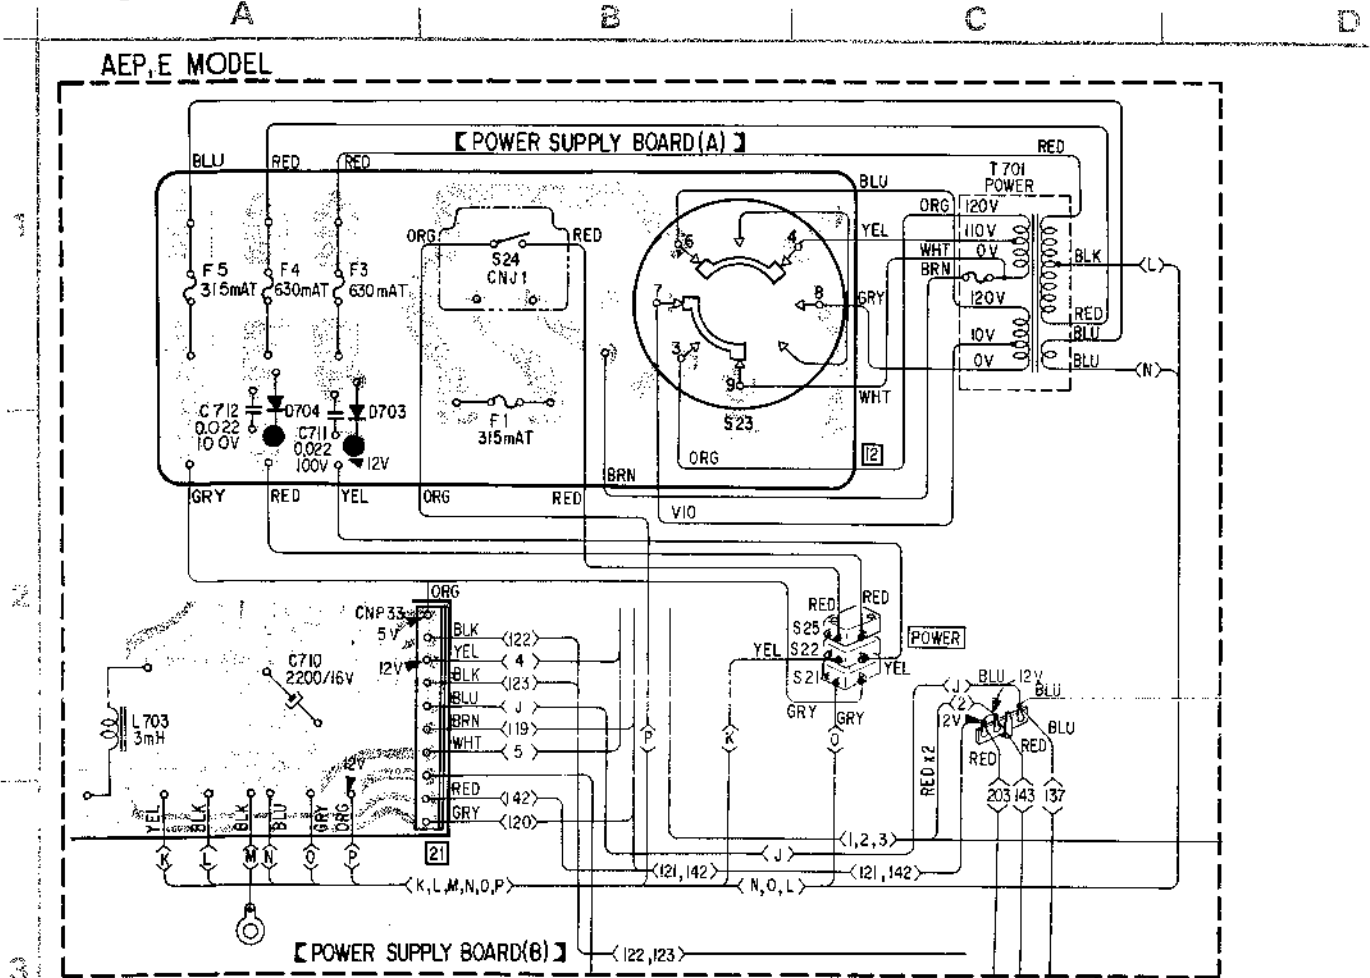 A
B
C
D
AEP, E MODEL
【POWER SUPPLY BOARD(A)】
RED
BLU
RED
RED
T701
POWER
BLU
ORG
120V
YEL
110V
WHT
0V
BRN
BLK
L
ORG
RED
S24
CNJ1
6
4
7
8
3
9
GRY
120V
10V
0V
RED
BLU
BLU
N
F5
315mAT
F4
630mAT
F3
630mAT
WHT
S23
C712
0.022
100V
D704
C711
0.022
100V
D703
12V
F1
315mAT
ORG
12
BRN
GRY
RED
YEL
ORG
RED
VIO
ORG
CNP33
5V
BLK
122
12V
YEL
4
BLK
123
BLU
J
BRN
119
WHT
5
RED
142
GRY
120
21
C710
2200/16V
L703
3mH
12V
YEL
BLK
BLK
BLU
GRY
ORG
K
L
M
N
O
P
K,L,M,N,O,P
P
K
O
RED
RED
S25
POWER
YEL
S22
YEL
S21
GRY
GRY
J
BLU
12V
BLU
2
12V
BLU
RED
RED
RED x2
203
143
137
1,2,3
J
121,142
121,142
N,O,L
【POWER SUPPLY BOARD(B)】
122,123